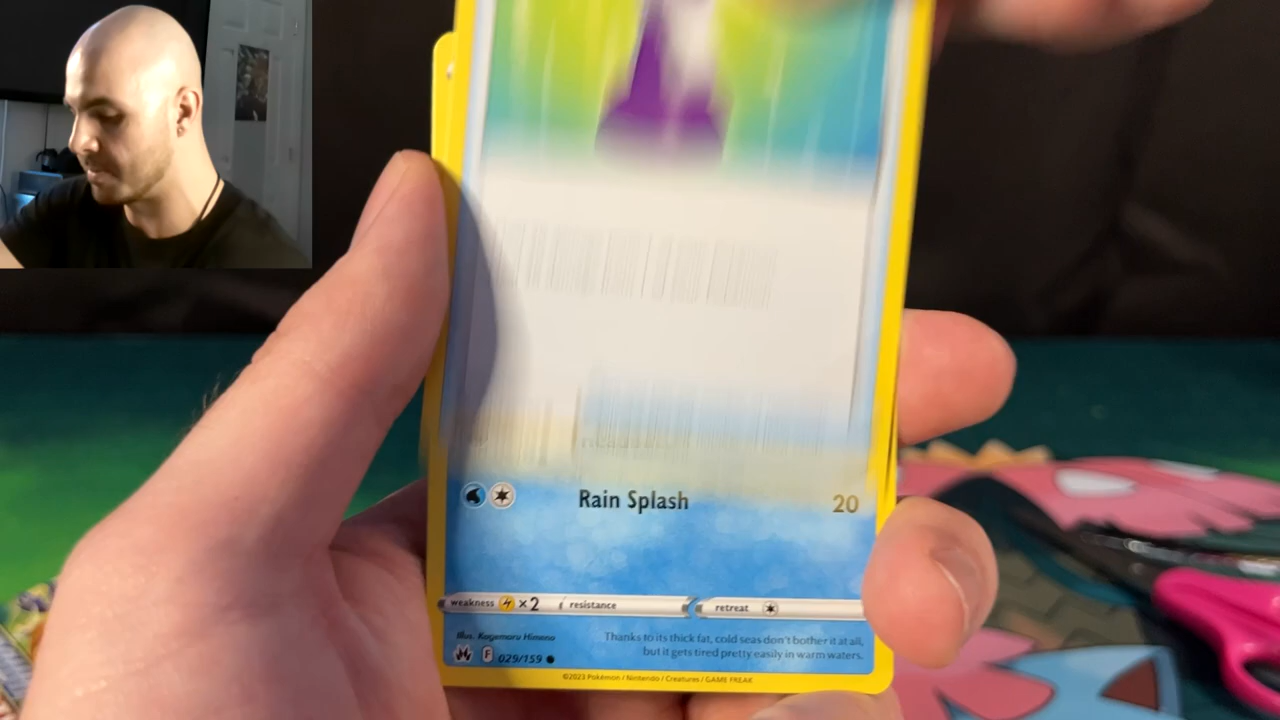 Rain Splash 20
weakness ×2 resistance retreat
Illus. Kagemaru Himeno
Thanks to its thick fat, cold seas don't bother it at all,
but it gets tired pretty easily in warm waters.
F 029/159
©2023 Pokémon / Nintendo / Creatures / GAME FREAK